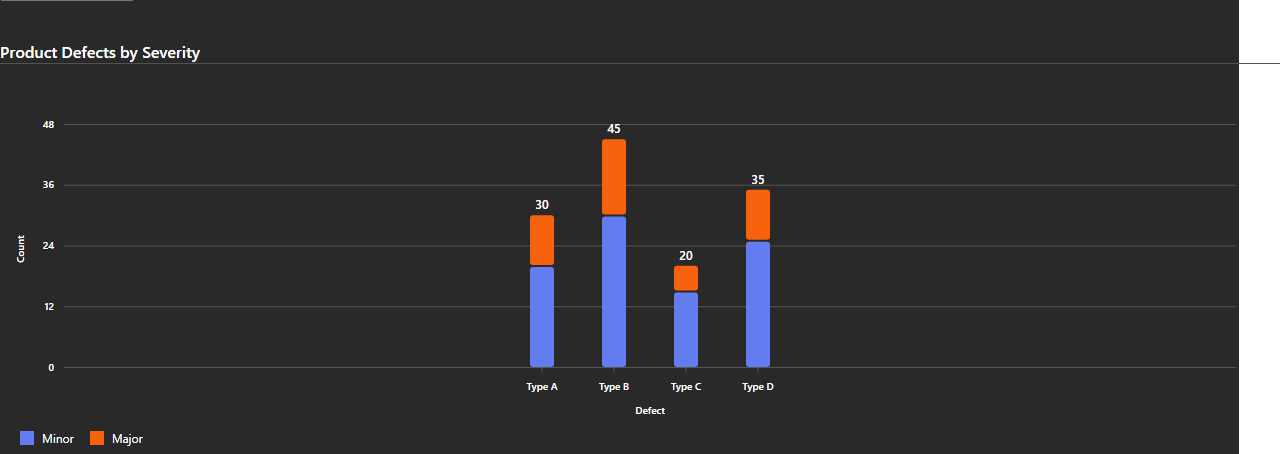 Product Defects by Severity
48
45
36
35
30
24
20
12
0
Count
Type A Type B Type C Type D
Defect
Minor Major